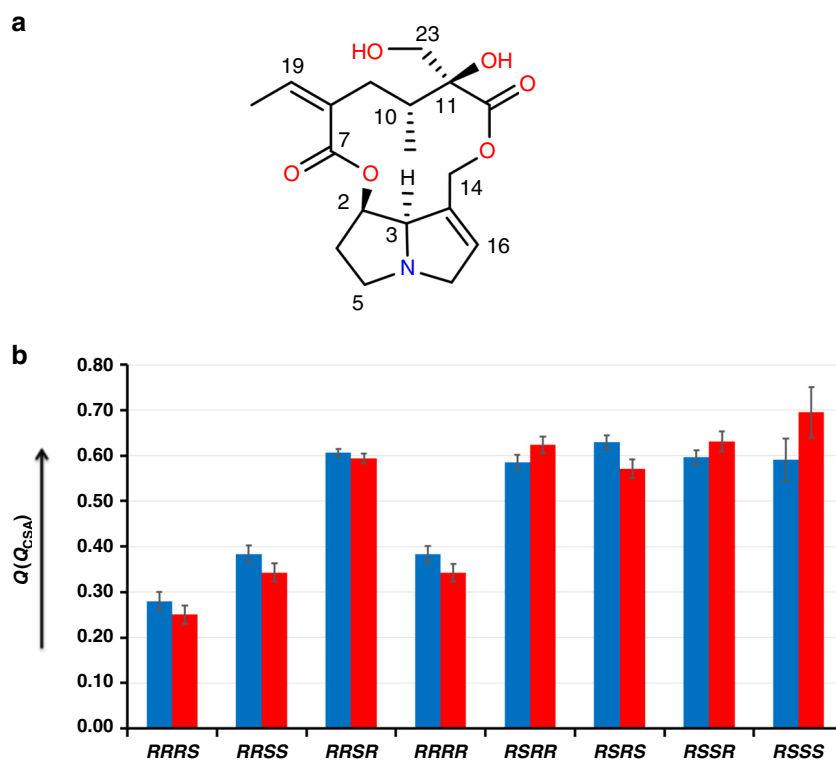 a
23
HO
OH
19
O
10
11
7
O
H
O
O
14
2
3
16
N
5
b
0.80
0.70
0.60
0.50
0.40
0.30
0.20
0.10
0.00
Q(QCSA)
RRRS RRSS RRSR RRRR RSRR RSRS RSSR RSSS